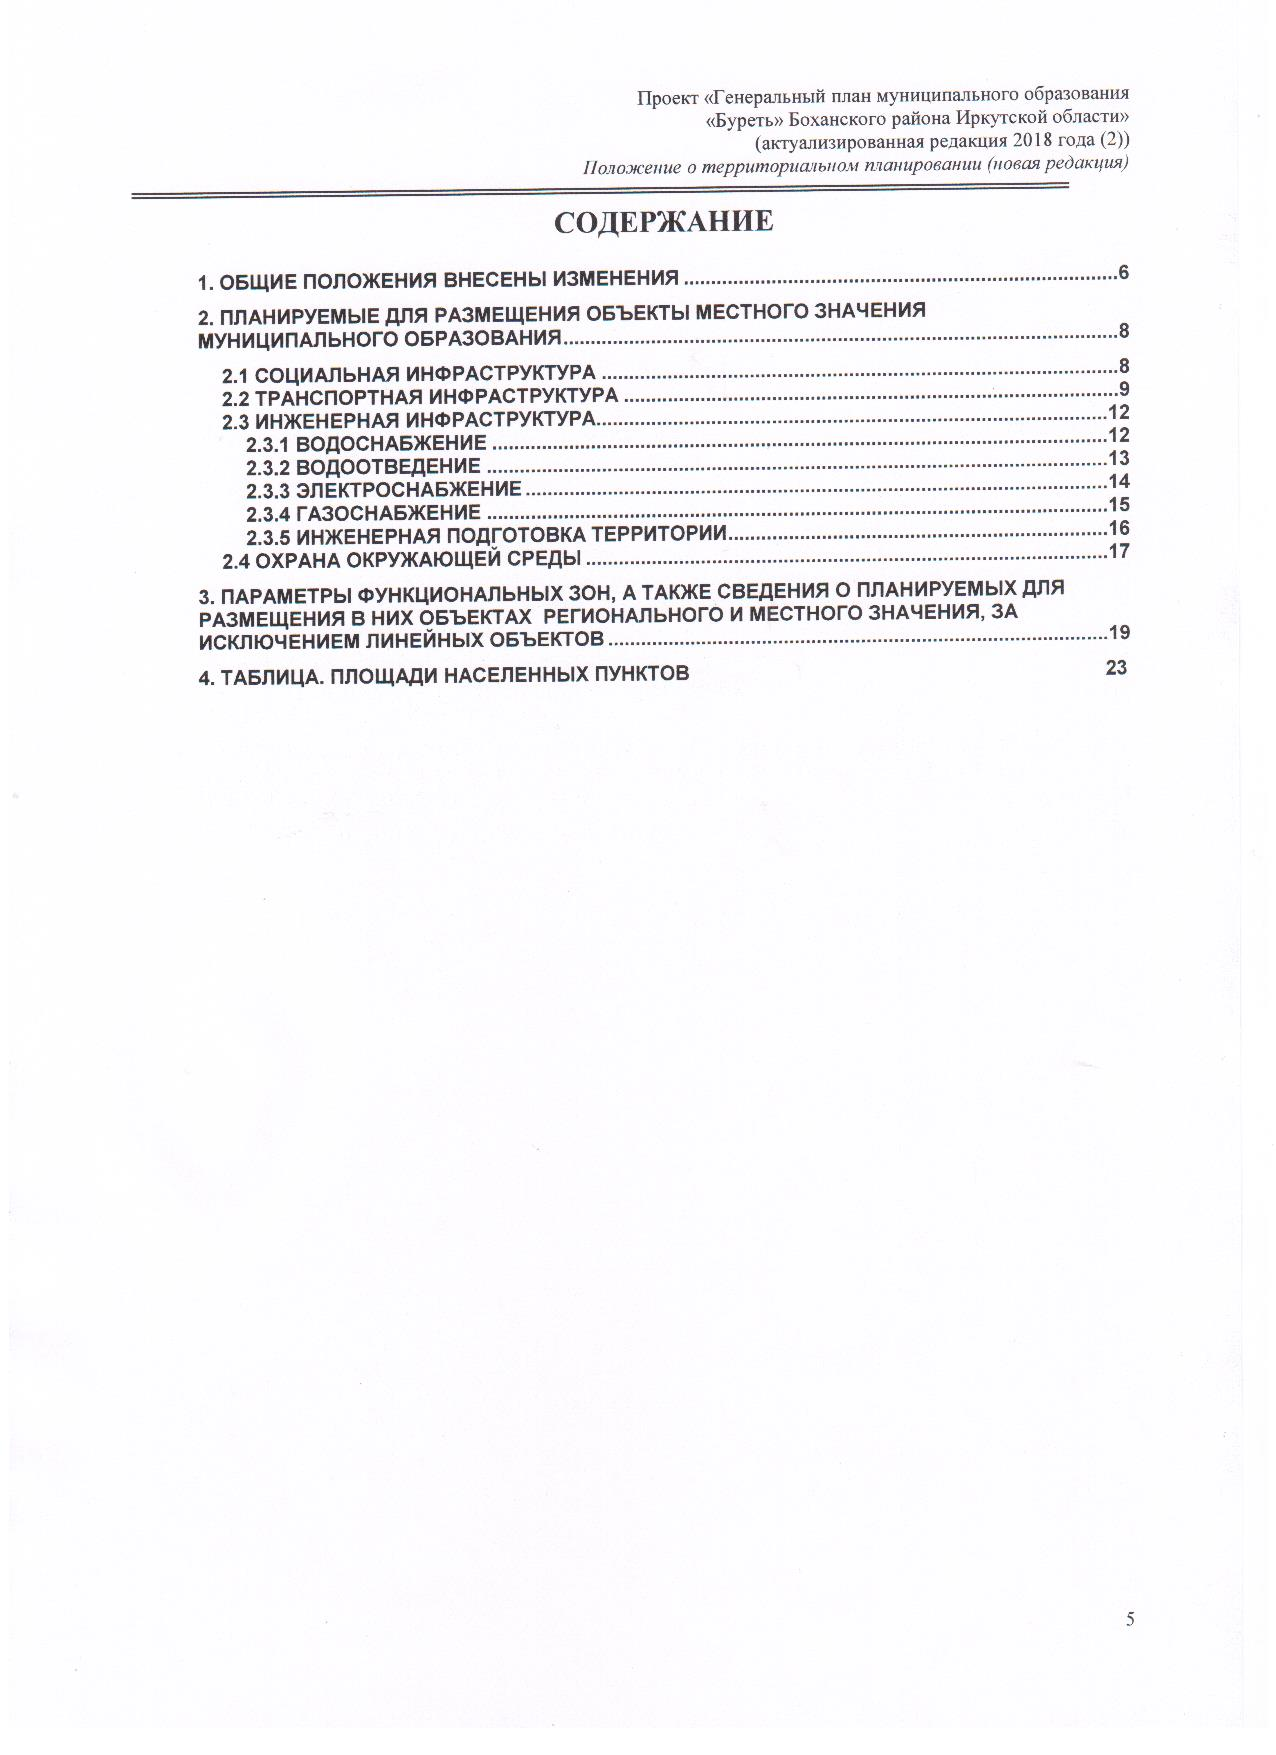 Проект «Генеральный план муниципального образования
«Буреть» Боханского района Иркутской области»
(актуализированная редакция 2018 года (2))
Положение о территориальном планировании (новая редакция)
СОДЕРЖАНИЕ
1. ОБЩИЕ ПОЛОЖЕНИЯ ВНЕСЕНЫ ИЗМЕНЕНИЯ ...............................................................................6
2. ПЛАНИРУЕМЫЕ ДЛЯ РАЗМЕЩЕНИЯ ОБЪЕКТЫ МЕСТНОГО ЗНАЧЕНИЯ
МУНИЦИПАЛЬНОГО ОБРАЗОВАНИЯ....................................................................................................8
2.1 СОЦИАЛЬНАЯ ИНФРАСТРУКТУРА ..............................................................................................8
2.2 ТРАНСПОРТНАЯ ИНФРАСТРУКТУРА ..........................................................................................9
2.3 ИНЖЕНЕРНАЯ ИНФРАСТРУКТУРА.............................................................................................12
2.3.1 ВОДОСНАБЖЕНИЕ ................................................................................................................12
2.3.2 ВОДООТВЕДЕНИЕ .................................................................................................................13
2.3.3 ЭЛЕКТРОСНАБЖЕНИЕ ..........................................................................................................14
2.3.4 ГАЗОСНАБЖЕНИЕ .................................................................................................................15
2.3.5 ИНЖЕНЕРНАЯ ПОДГОТОВКА ТЕРРИТОРИИ.....................................................................16
2.4 ОХРАНА ОКРУЖАЮЩЕЙ СРЕДЫ ...............................................................................................17
3. ПАРАМЕТРЫ ФУНКЦИОНАЛЬНЫХ ЗОН, А ТАКЖЕ СВЕДЕНИЯ О ПЛАНИРУЕМЫХ ДЛЯ
РАЗМЕЩЕНИЯ В НИХ ОБЪЕКТАХ РЕГИОНАЛЬНОГО И МЕСТНОГО ЗНАЧЕНИЯ, ЗА
ИСКЛЮЧЕНИЕМ ЛИНЕЙНЫХ ОБЪЕКТОВ ...........................................................................................19
4. ТАБЛИЦА. ПЛОЩАДИ НАСЕЛЕННЫХ ПУНКТОВ 23
5